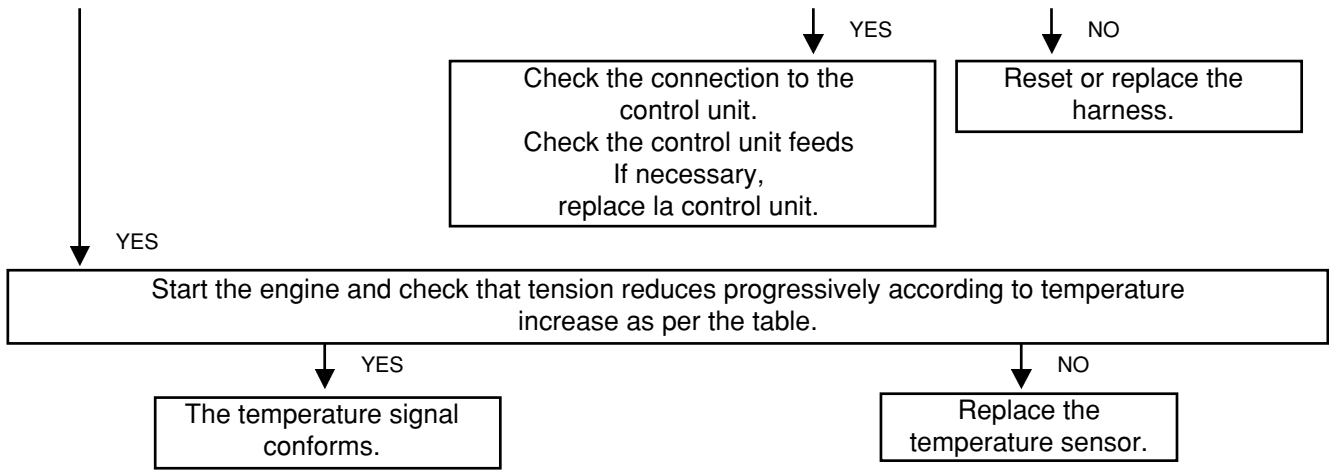 YES
NO
Check the connection to the
control unit.
Check the control unit feeds
If necessary,
replace la control unit.
Reset or replace the
harness.
YES
Start the engine and check that tension reduces progressively according to temperature
increase as per the table.
YES
NO
The temperature signal
conforms.
Replace the
temperature sensor.